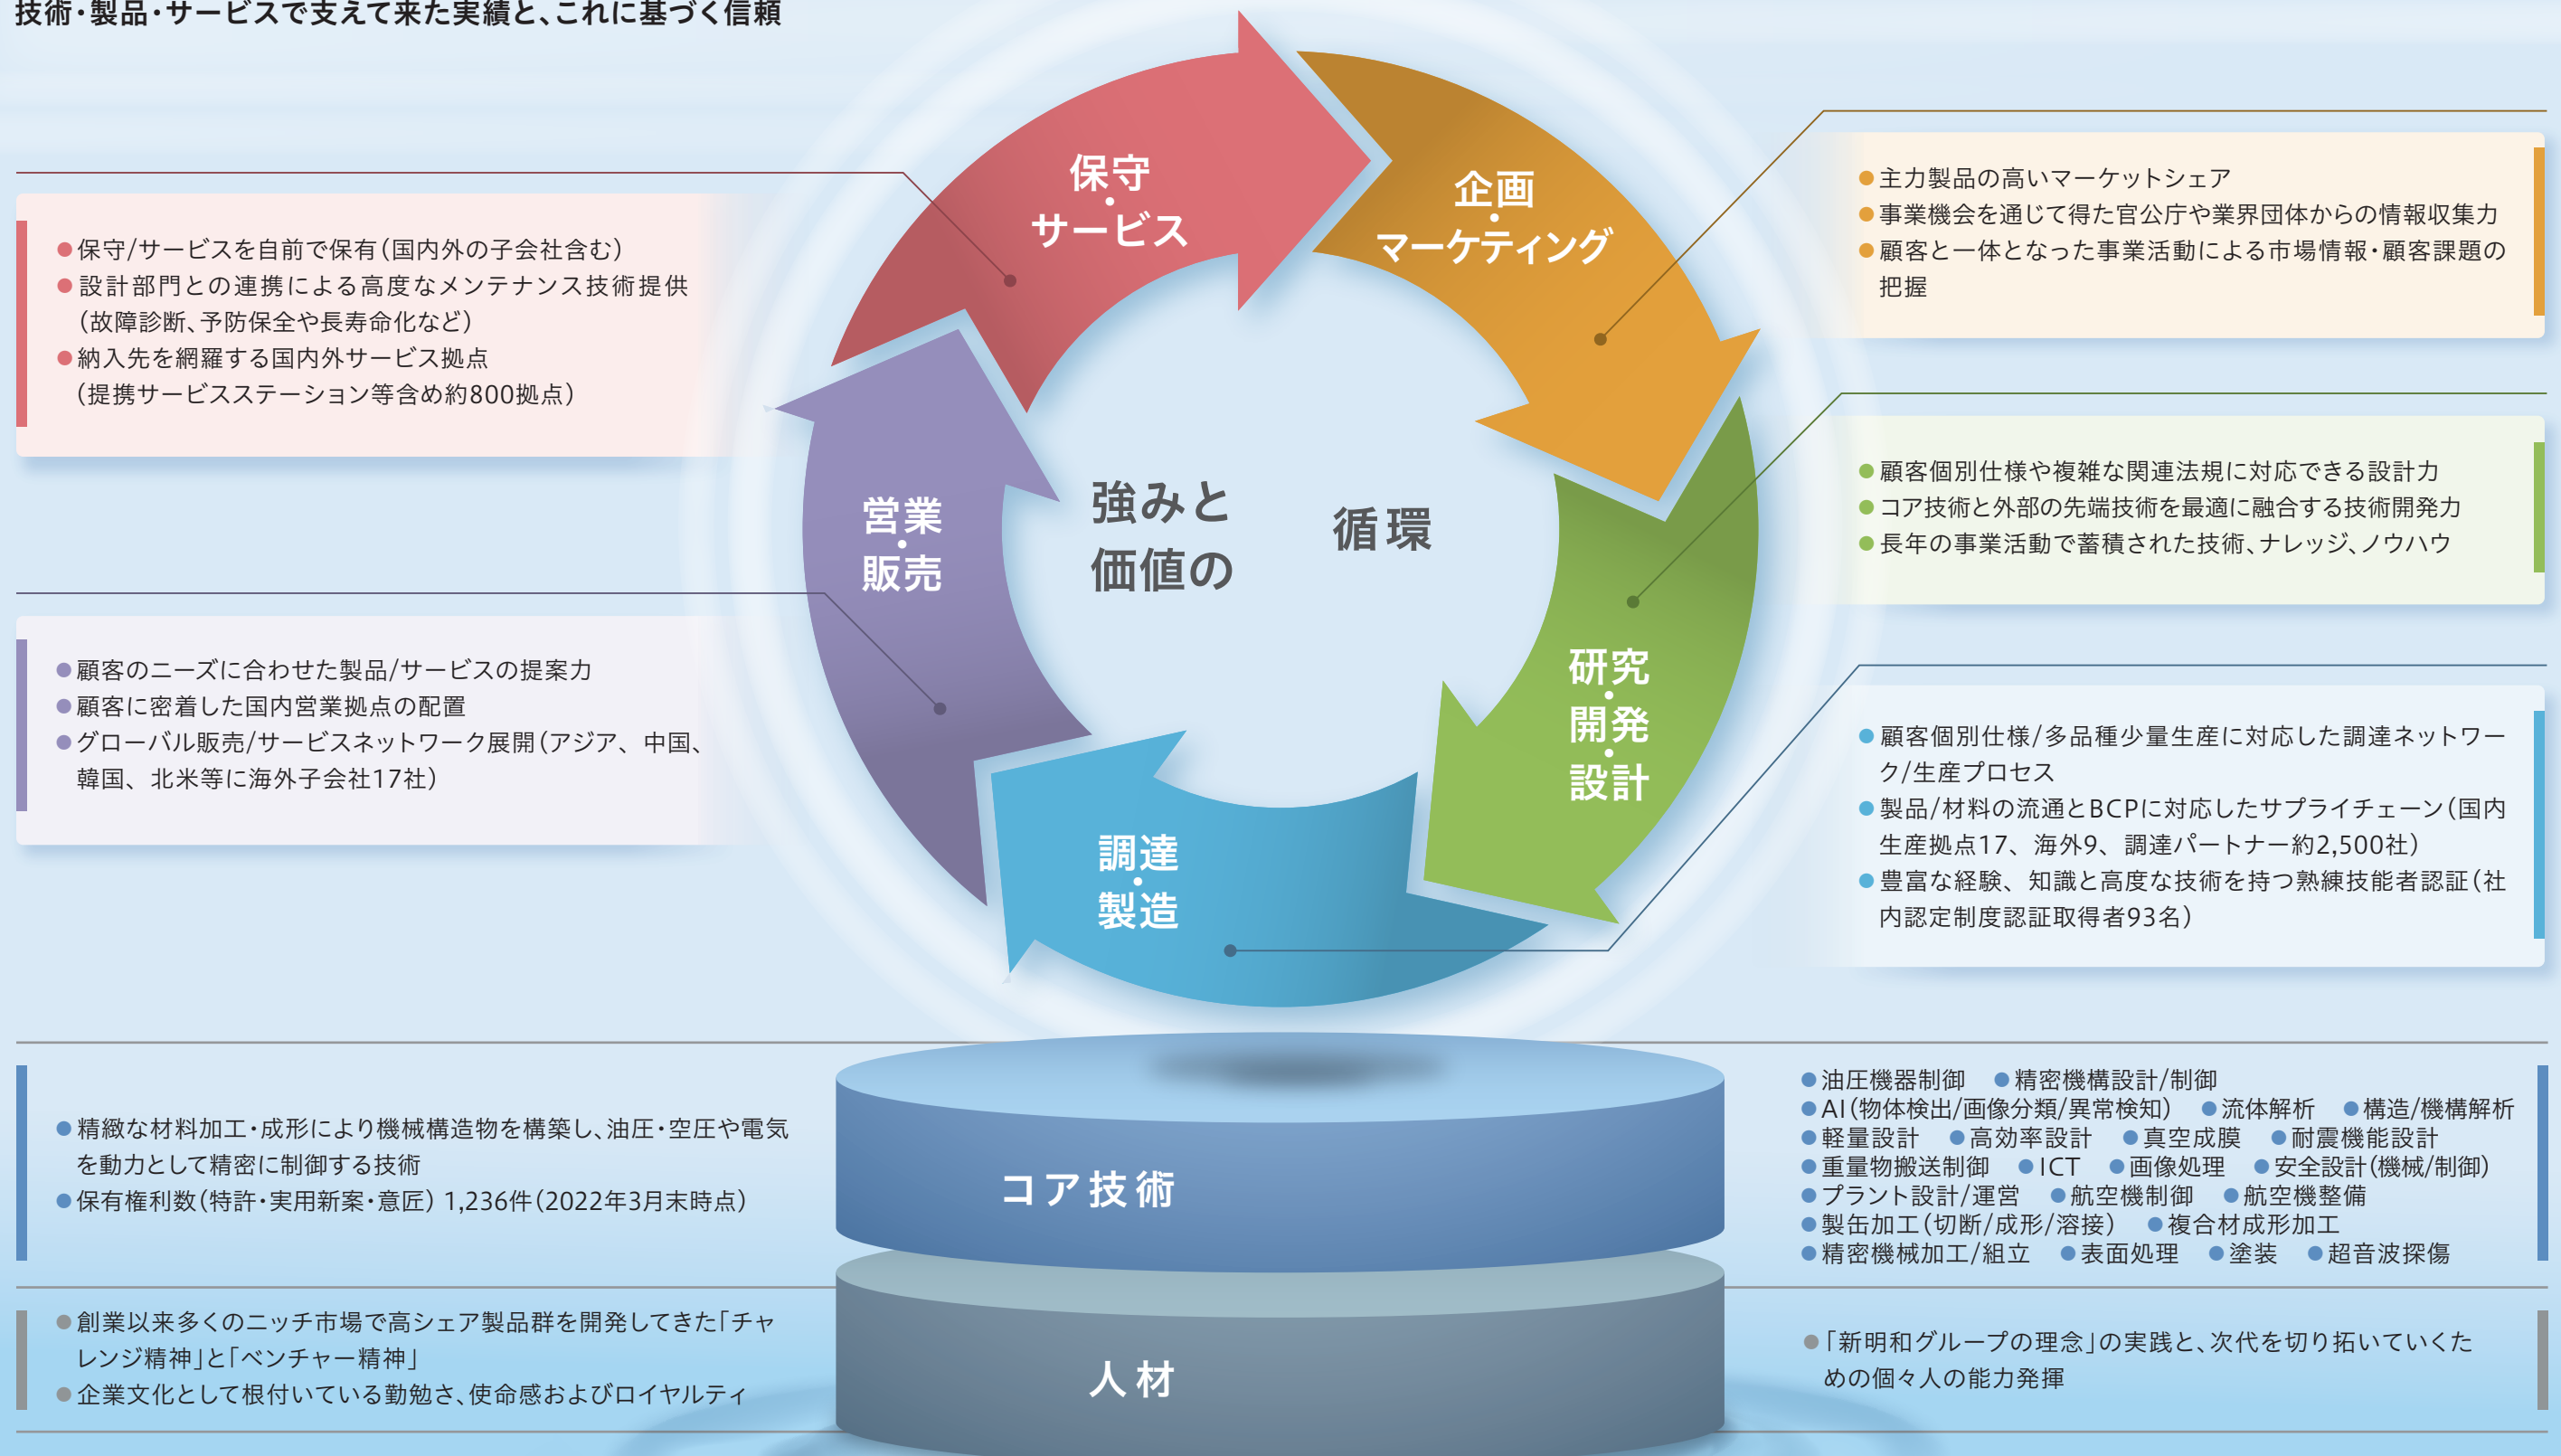 技術・製品・サービスで支えて来た実績と、これに基づく信頼
保守
・
サービス
企画
・
マーケティング
研究
・
開発
・
設計
調達
・
製造
営業
・
販売
強みと
価値の
循環
●保守/サービスを自前で保有（国内外の子会社含む）
●設計部門との連携による高度なメンテナンス技術提供
（故障診断、予防保全や長寿命化など）
●納入先を網羅する国内外サービス拠点
（提携サービスステーション等含め約800拠点）
●顧客のニーズに合わせた製品/サービスの提案力
●顧客に密着した国内営業拠点の配置
●グローバル販売/サービスネットワーク展開（アジア、中国、
韓国、北米等に海外子会社17社）
●主力製品の高いマーケットシェア
●事業機会を通じて得た官公庁や業界団体からの情報収集力
●顧客と一体となった事業活動による市場情報・顧客課題の
把握
●顧客個別仕様や複雑な関連法規に対応できる設計力
●コア技術と外部の先端技術を最適に融合する技術開発力
●長年の事業活動で蓄積された技術、ナレッジ、ノウハウ
●顧客個別仕様/多品種少量生産に対応した調達ネットワー
ク/生産プロセス
●製品/材料の流通とBCPに対応したサプライチェーン（国内
生産拠点17、海外9、調達パートナー約2,500社）
●豊富な経験、知識と高度な技術を持つ熟練技能者認証（社
内認定制度認証取得者93名）
コア技術
●精緻な材料加工・成形により機械構造物を構築し、油圧・空圧や電気
を動力として精密に制御する技術
●保有権利数（特許・実用新案・意匠）1,236件（2022年3月末時点）
●油圧機器制御 ●精密機構設計/制御
●AI（物体検出/画像分類/異常検知） ●流体解析 ●構造/機構解析
●軽量設計 ●高効率設計 ●真空成膜 ●耐震機能設計
●重量物搬送制御 ●ICT ●画像処理 ●安全設計（機械/制御）
●プラント設計/運営 ●航空機制御 ●航空機整備
●製缶加工（切断/成形/溶接） ●複合材成形加工
●精密機械加工/組立 ●表面処理 ●塗装 ●超音波探傷
人材
●創業以来多くのニッチ市場で高シェア製品群を開発してきた「チャ
レンジ精神」と「ベンチャー精神」
●企業文化として根付いている勤勉さ、使命感およびロイヤルティ
●「新明和グループの理念」の実践と、次代を切り拓いていくた
めの個々人の能力発揮